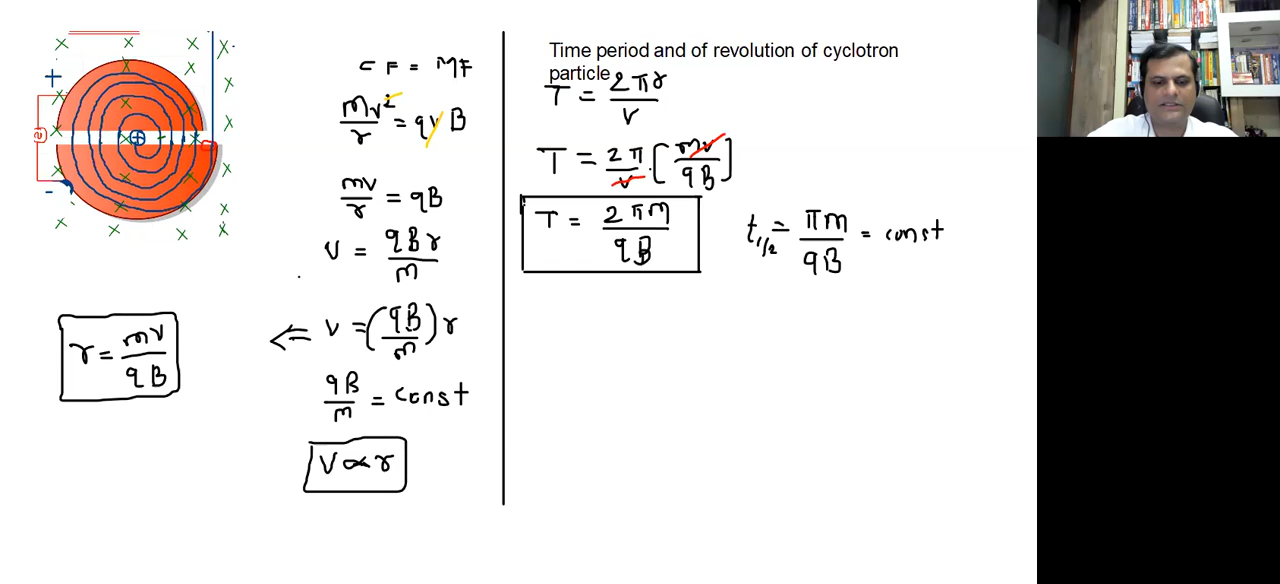 +
-
C F = MF
mv²/r = qvB
mv/r = qB
v = qBr/m
⇐ v = (qB/m) r
qB/m = const
v ∝ r
r = mv/qB
Time period and of revolution of cyclotron
particle
T = 2πr/v
T = 2π/v · [mv/qB]
T = 2πm/qB
t1/2 = πm/qB = const